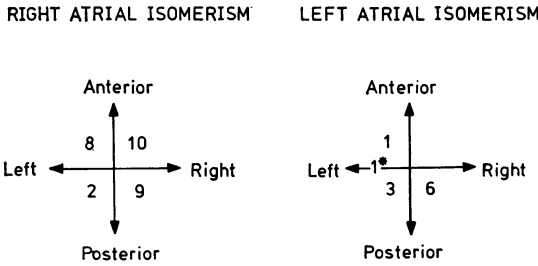 RIGHT ATRIAL ISOMERISM LEFT ATRIAL ISOMERISM
Anterior Anterior
8 10 1
Left Right Left 1* Right
2 9 3 6
Posterior Posterior